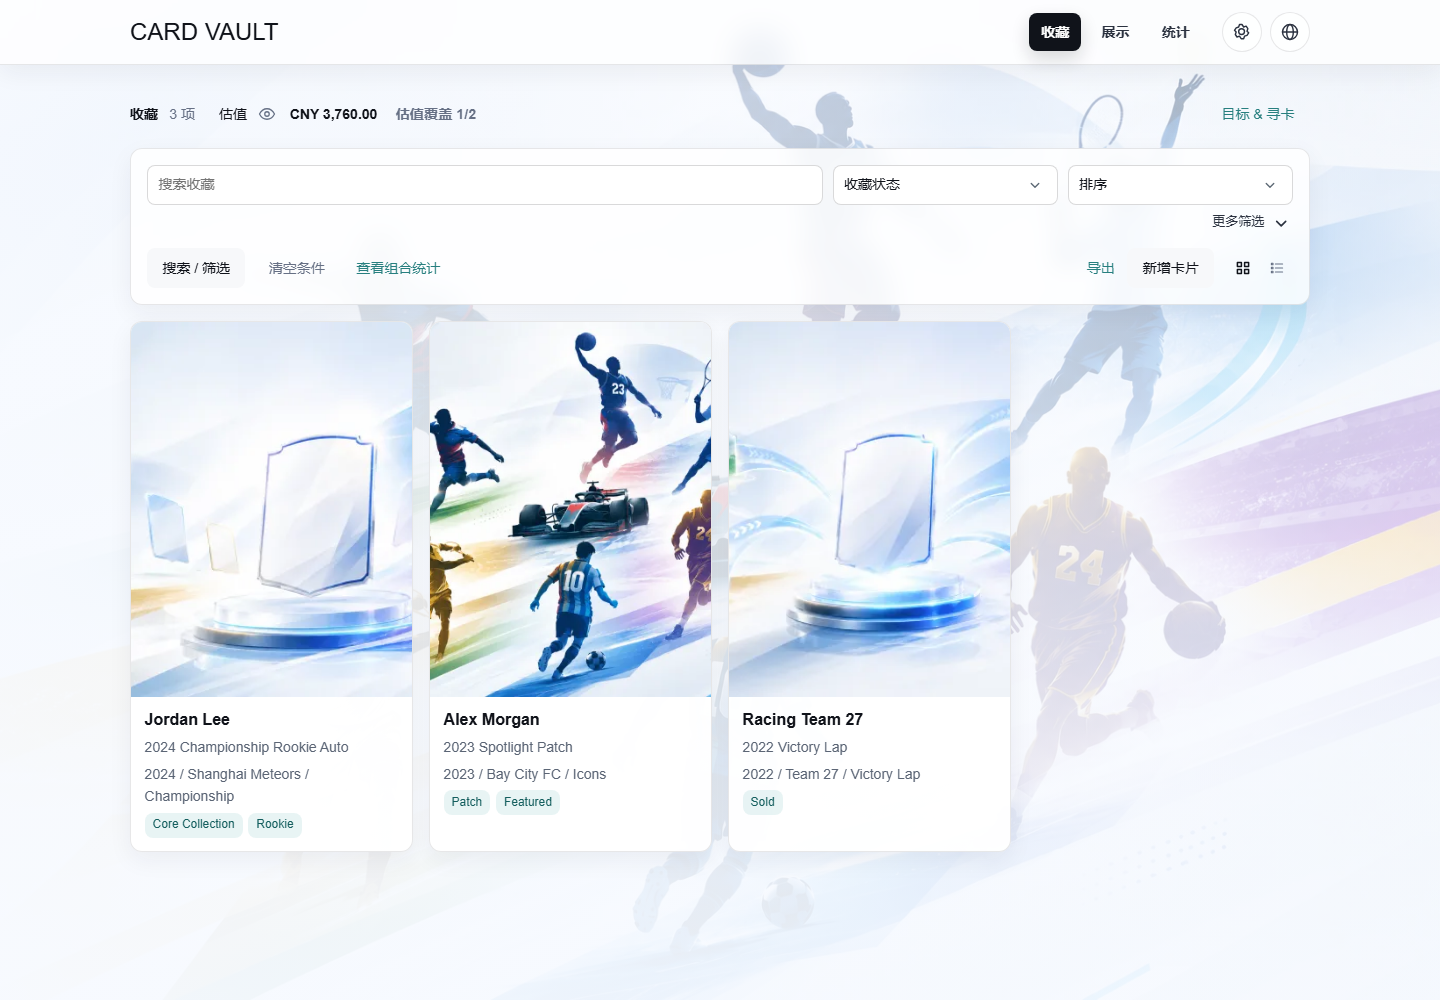 CARD VAULT
收藏 展示 统计
收藏 3 项 估值 CNY 3,760.00 估值覆盖 1/2 目标 & 寻卡
搜索收藏 收藏状态 排序
更多筛选
搜索 / 筛选 清空条件 查看组合统计 导出 新增卡片
23
24
10
24
Jordan Lee
2024 Championship Rookie Auto
2024 / Shanghai Meteors /
Championship
Core Collection Rookie
Alex Morgan
2023 Spotlight Patch
2023 / Bay City FC / Icons
Patch Featured
Racing Team 27
2022 Victory Lap
2022 / Team 27 / Victory Lap
Sold